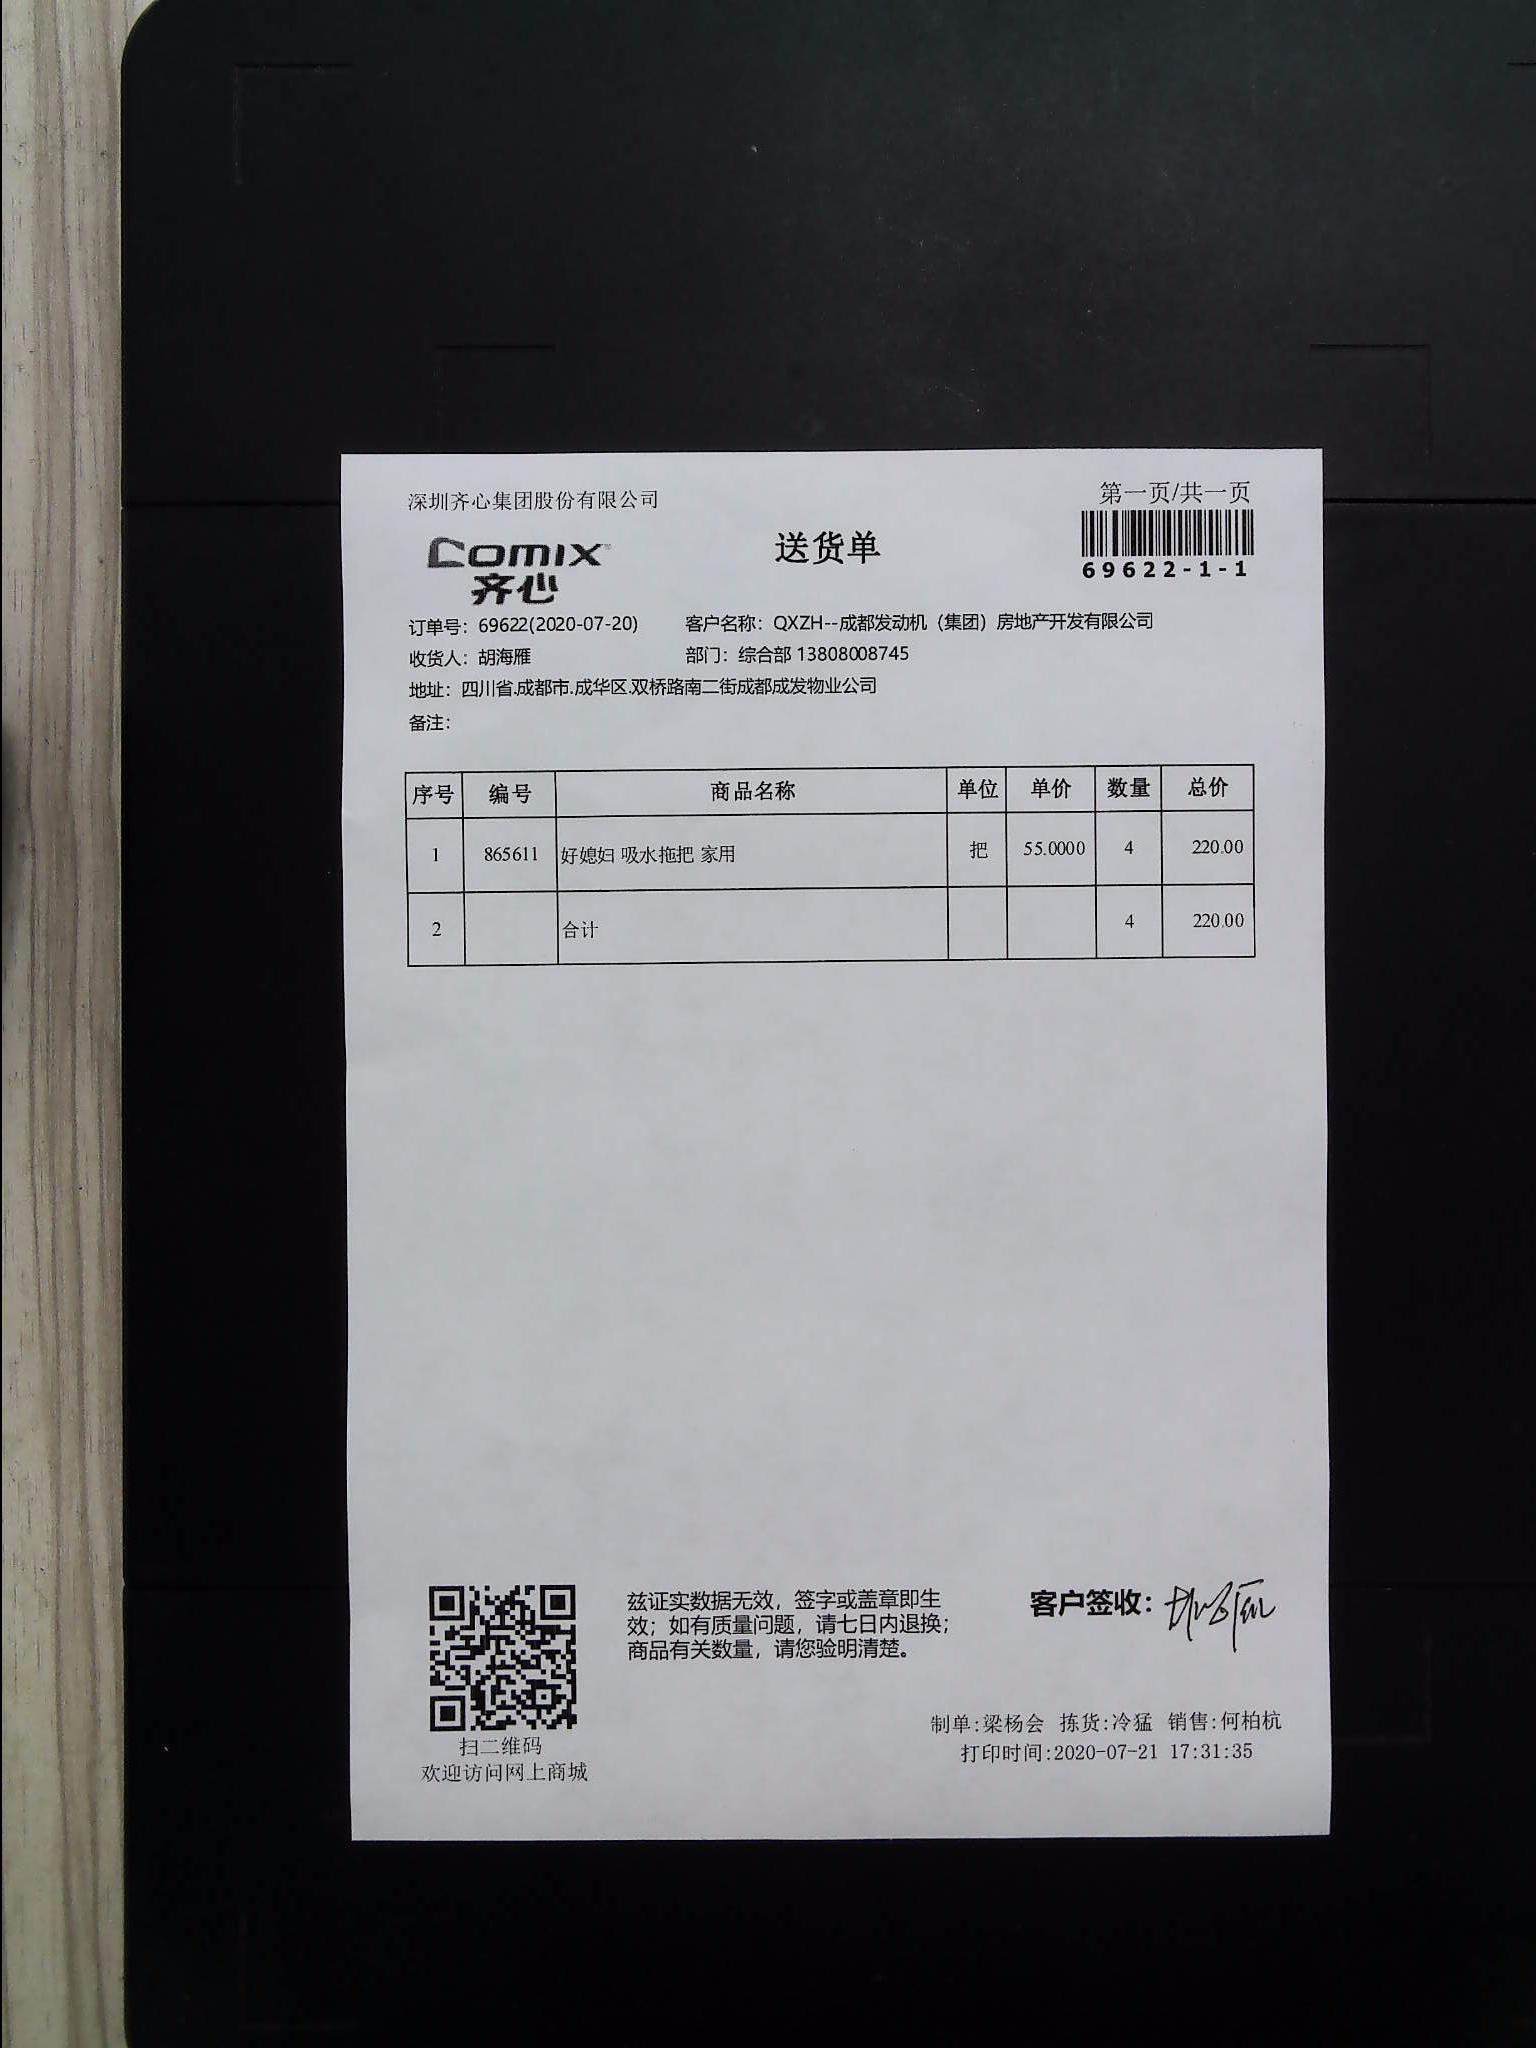 深圳齐心集团股份有限公司
第一页/共一页
comix
齐心
送货单
69622-1-1
订单号：69622(2020-07-20) 客户名称：QXZH--成都发动机（集团）房地产开发有限公司
收货人：胡海雁 部门：综合部 13808008745
地址：四川省.成都市.成华区.双桥路南二街成都成发物业公司
备注：
序号 编号 商品名称 单位 单价 数量 总价
1 865611 好媳妇 吸水拖把 家用 把 55.0000 4 220.00
2 合计 4 220.00
兹证实数据无效，签字或盖章即生
效；如有质量问题，请七日内退换；
商品有关数量，请您验明清楚。
客户签收：
扫二维码
欢迎访问网上商城
制单:梁杨会 拣货:冷猛 销售:何柏杭
打印时间:2020-07-21 17:31:35